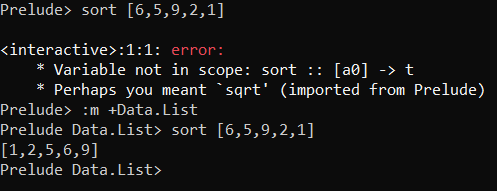 Prelude> sort [6,5,9,2,1]
<interactive>:1:1: error:
    * Variable not in scope: sort :: [a0] -> t
    * Perhaps you meant `sqrt' (imported from Prelude)
Prelude> :m +Data.List
Prelude Data.List> sort [6,5,9,2,1]
[1,2,5,6,9]
Prelude Data.List>